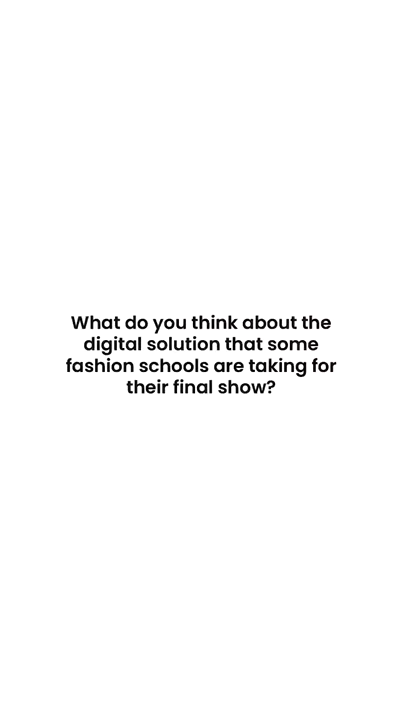 What do you think about the
digital solution that some
fashion schools are taking for
their final show?